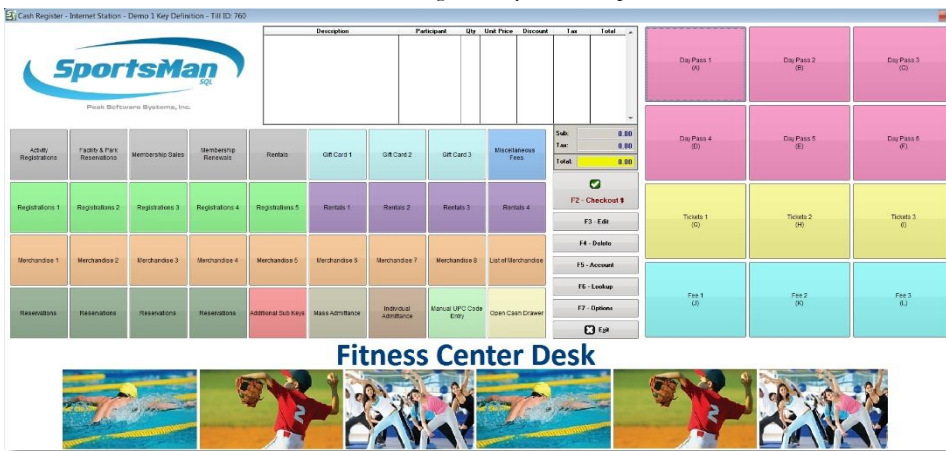 Cash Register - Internet Station - Demo 1 Key Definition - Till ID: 760
SportsMan
SQL
Peak Software Systems, Inc.
Description Participant Qty Unit Price Discount Tax Total
Sub: 0.00
Tax: 0.00
Total: 0.00
Activity
Registrations
Facility & Park
Reservations
Membership Sales
Membership
Renewals
Rentals
Gift Card 1
Gift Card 2
Gift Card 3
Miscellaneous
Fees
Registrations 1
Registrations 2
Registrations 3
Registrations 4
Registrations 5
Rentals 1
Rentals 2
Rentals 3
Rentals 4
Merchandise 1
Merchandise 2
Merchandise 3
Merchandise 4
Merchandise 5
Merchandise 6
Merchandise 7
Merchandise 8
List of Merchandise
Reservations
Reservations
Reservations
Reservations
Additional Sub Keys
Mass Admittance
Individual
Admittance
Manual UPC Code
Entry
Open Cash Drawer
F2 - Checkout $
F3 - Edit
F4 - Delete
F5 - Account
F6 - Lookup
F7 - Options
Exit
Day Pass 1
(A)
Day Pass 2
(B)
Day Pass 3
(C)
Day Pass 4
(D)
Day Pass 5
(E)
Day Pass 6
(F)
Tickets 1
(G)
Tickets 2
(H)
Tickets 3
(I)
Fee 1
(J)
Fee 2
(K)
Fee 3
(L)
Fitness Center Desk
2
2